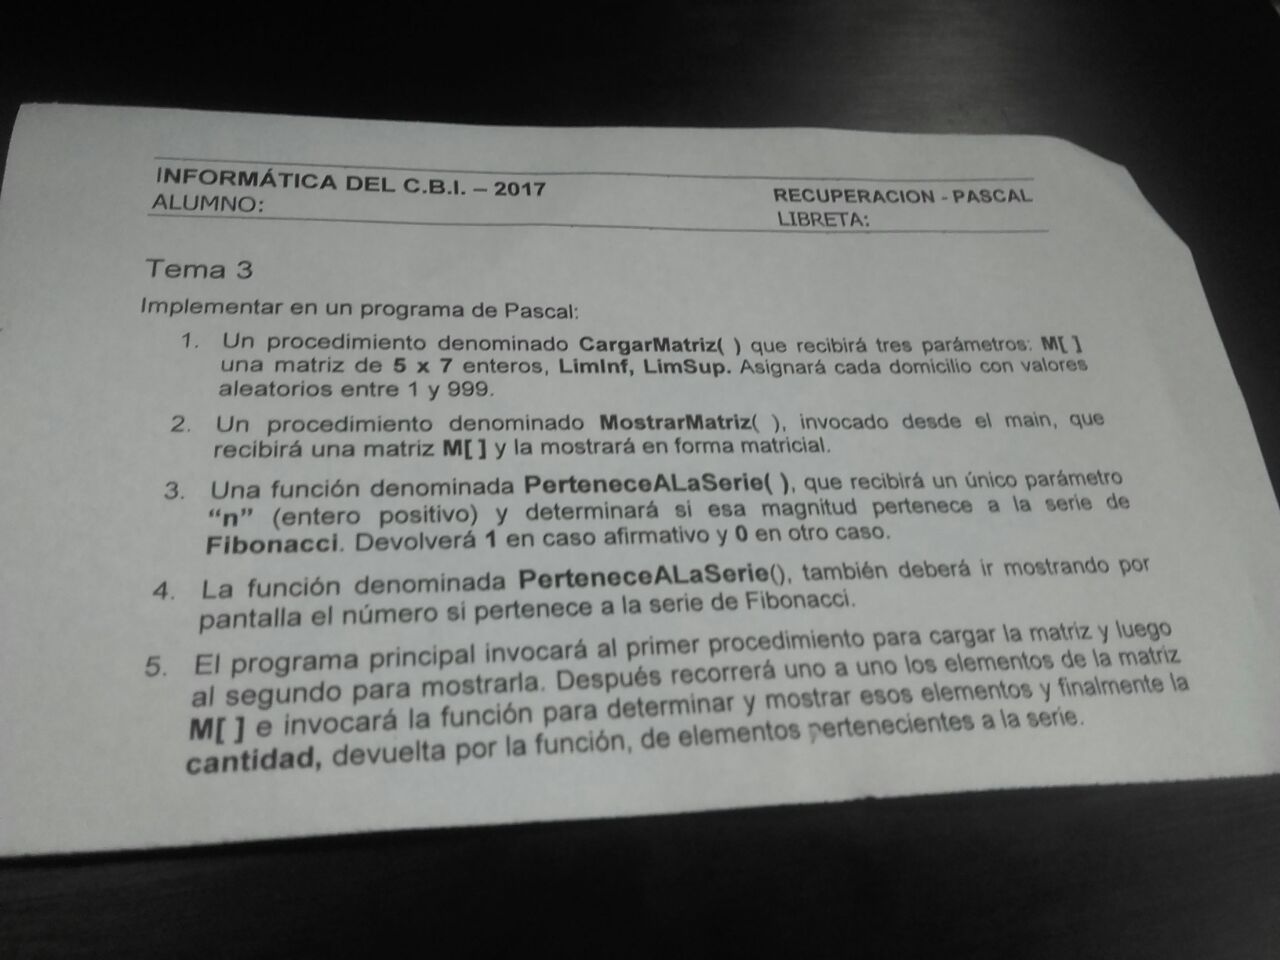 INFORMÁTICA DEL C.B.I. – 2017
RECUPERACION - PASCAL
ALUMNO:
LIBRETA:
Tema 3
Implementar en un programa de Pascal:
1. Un procedimiento denominado CargarMatriz( ) que recibirá tres parámetros: M[ ]
una matriz de 5 x 7 enteros, LimInf, LimSup. Asignará cada domicilio con valores
aleatorios entre 1 y 999.
2. Un procedimiento denominado MostrarMatriz( ), invocado desde el main, que
recibirá una matriz M[ ] y la mostrará en forma matricial.
3. Una función denominada PerteneceALaSerie( ), que recibirá un único parámetro
“n” (entero positivo) y determinará si esa magnitud pertenece a la serie de
Fibonacci. Devolverá 1 en caso afirmativo y 0 en otro caso.
4. La función denominada PerteneceALaSerie(), también deberá ir mostrando por
pantalla el número si pertenece a la serie de Fibonacci.
5. El programa principal invocará al primer procedimiento para cargar la matriz y luego
al segundo para mostrarla. Después recorrerá uno a uno los elementos de la matriz
M[ ] e invocará la función para determinar y mostrar esos elementos y finalmente la
cantidad, devuelta por la función, de elementos pertenecientes a la serie.